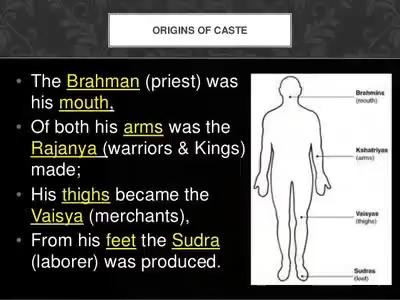 ORIGINS OF CASTE
• The Brahman (priest) was
his mouth,
• Of both his arms was the
Rajanya (warriors & Kings)
made;
• His thighs became the
Vaisya (merchants),
• From his feet the Sudra
(laborer) was produced.
Brahmins
(mouth)
Kshatriyas
(arms)
Vaisyas
(thighs)
Sudras
(feet)